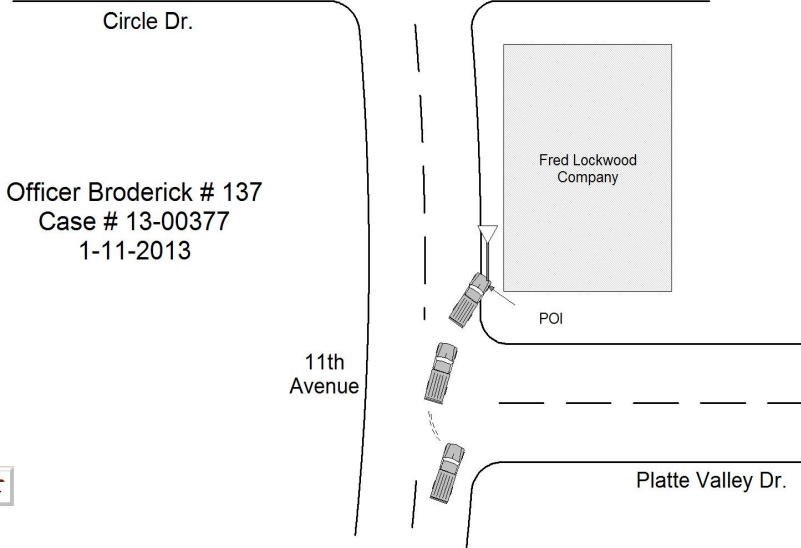 Circle Dr.
Fred Lockwood
Company
Officer Broderick # 137
Case # 13-00377
1-11-2013
POI
11th
Avenue
Platte Valley Dr.